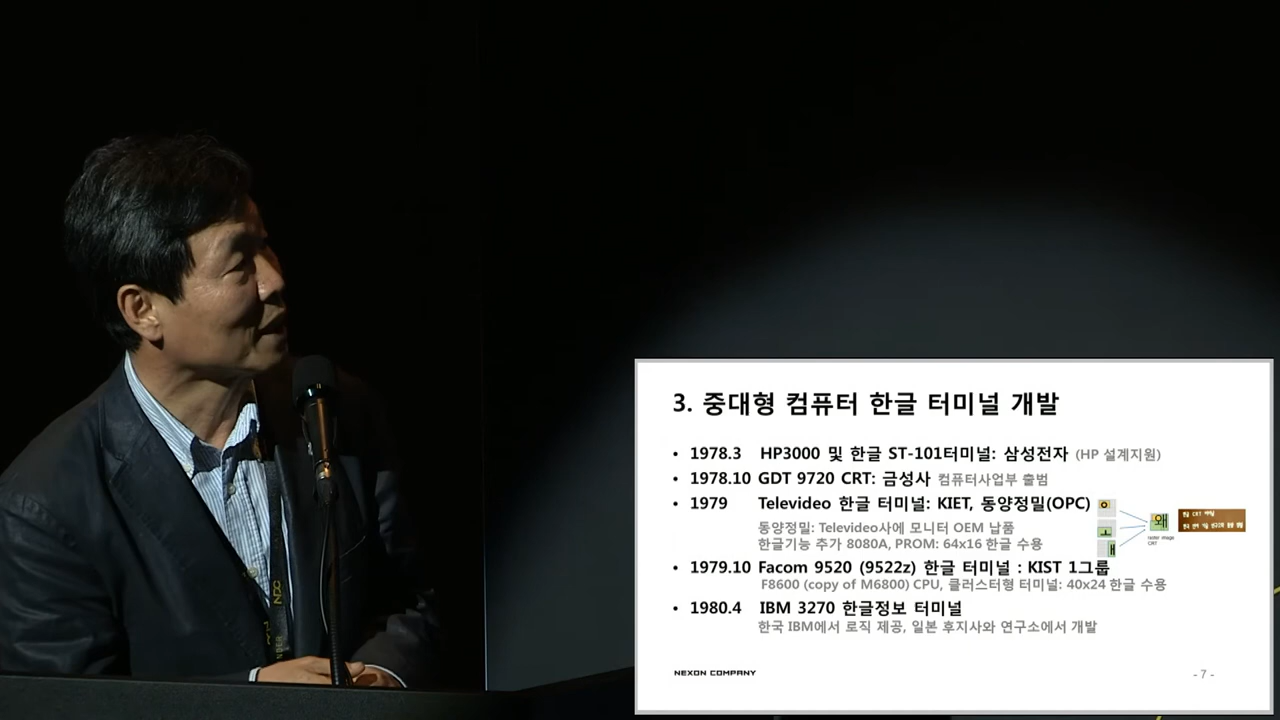 3. 중대형 컴퓨터 한글 터미널 개발
• 1978.3 HP3000 및 한글 ST-101터미널: 삼성전자 (HP 설계지원)
• 1978.10 GDT 9720 CRT: 금성사 컴퓨터사업부 출범
• 1979 Televideo 한글 터미널: KIET, 동양정밀(OPC)
동양정밀: Televideo사에 모니터 OEM 납품
한글기능 추가 8080A, PROM: 64x16 한글 수용
왜
raster image
CRT
• 1979.10 Facom 9520 (9522z) 한글 터미널 : KIST 1그룹
F8600 (copy of M6800) CPU, 클러스터형 터미널: 40x24 한글 수용
• 1980.4 IBM 3270 한글정보 터미널
한국 IBM에서 로직 제공, 일본 후지사와 연구소에서 개발
NEXON COMPANY
- 7 -
NDC